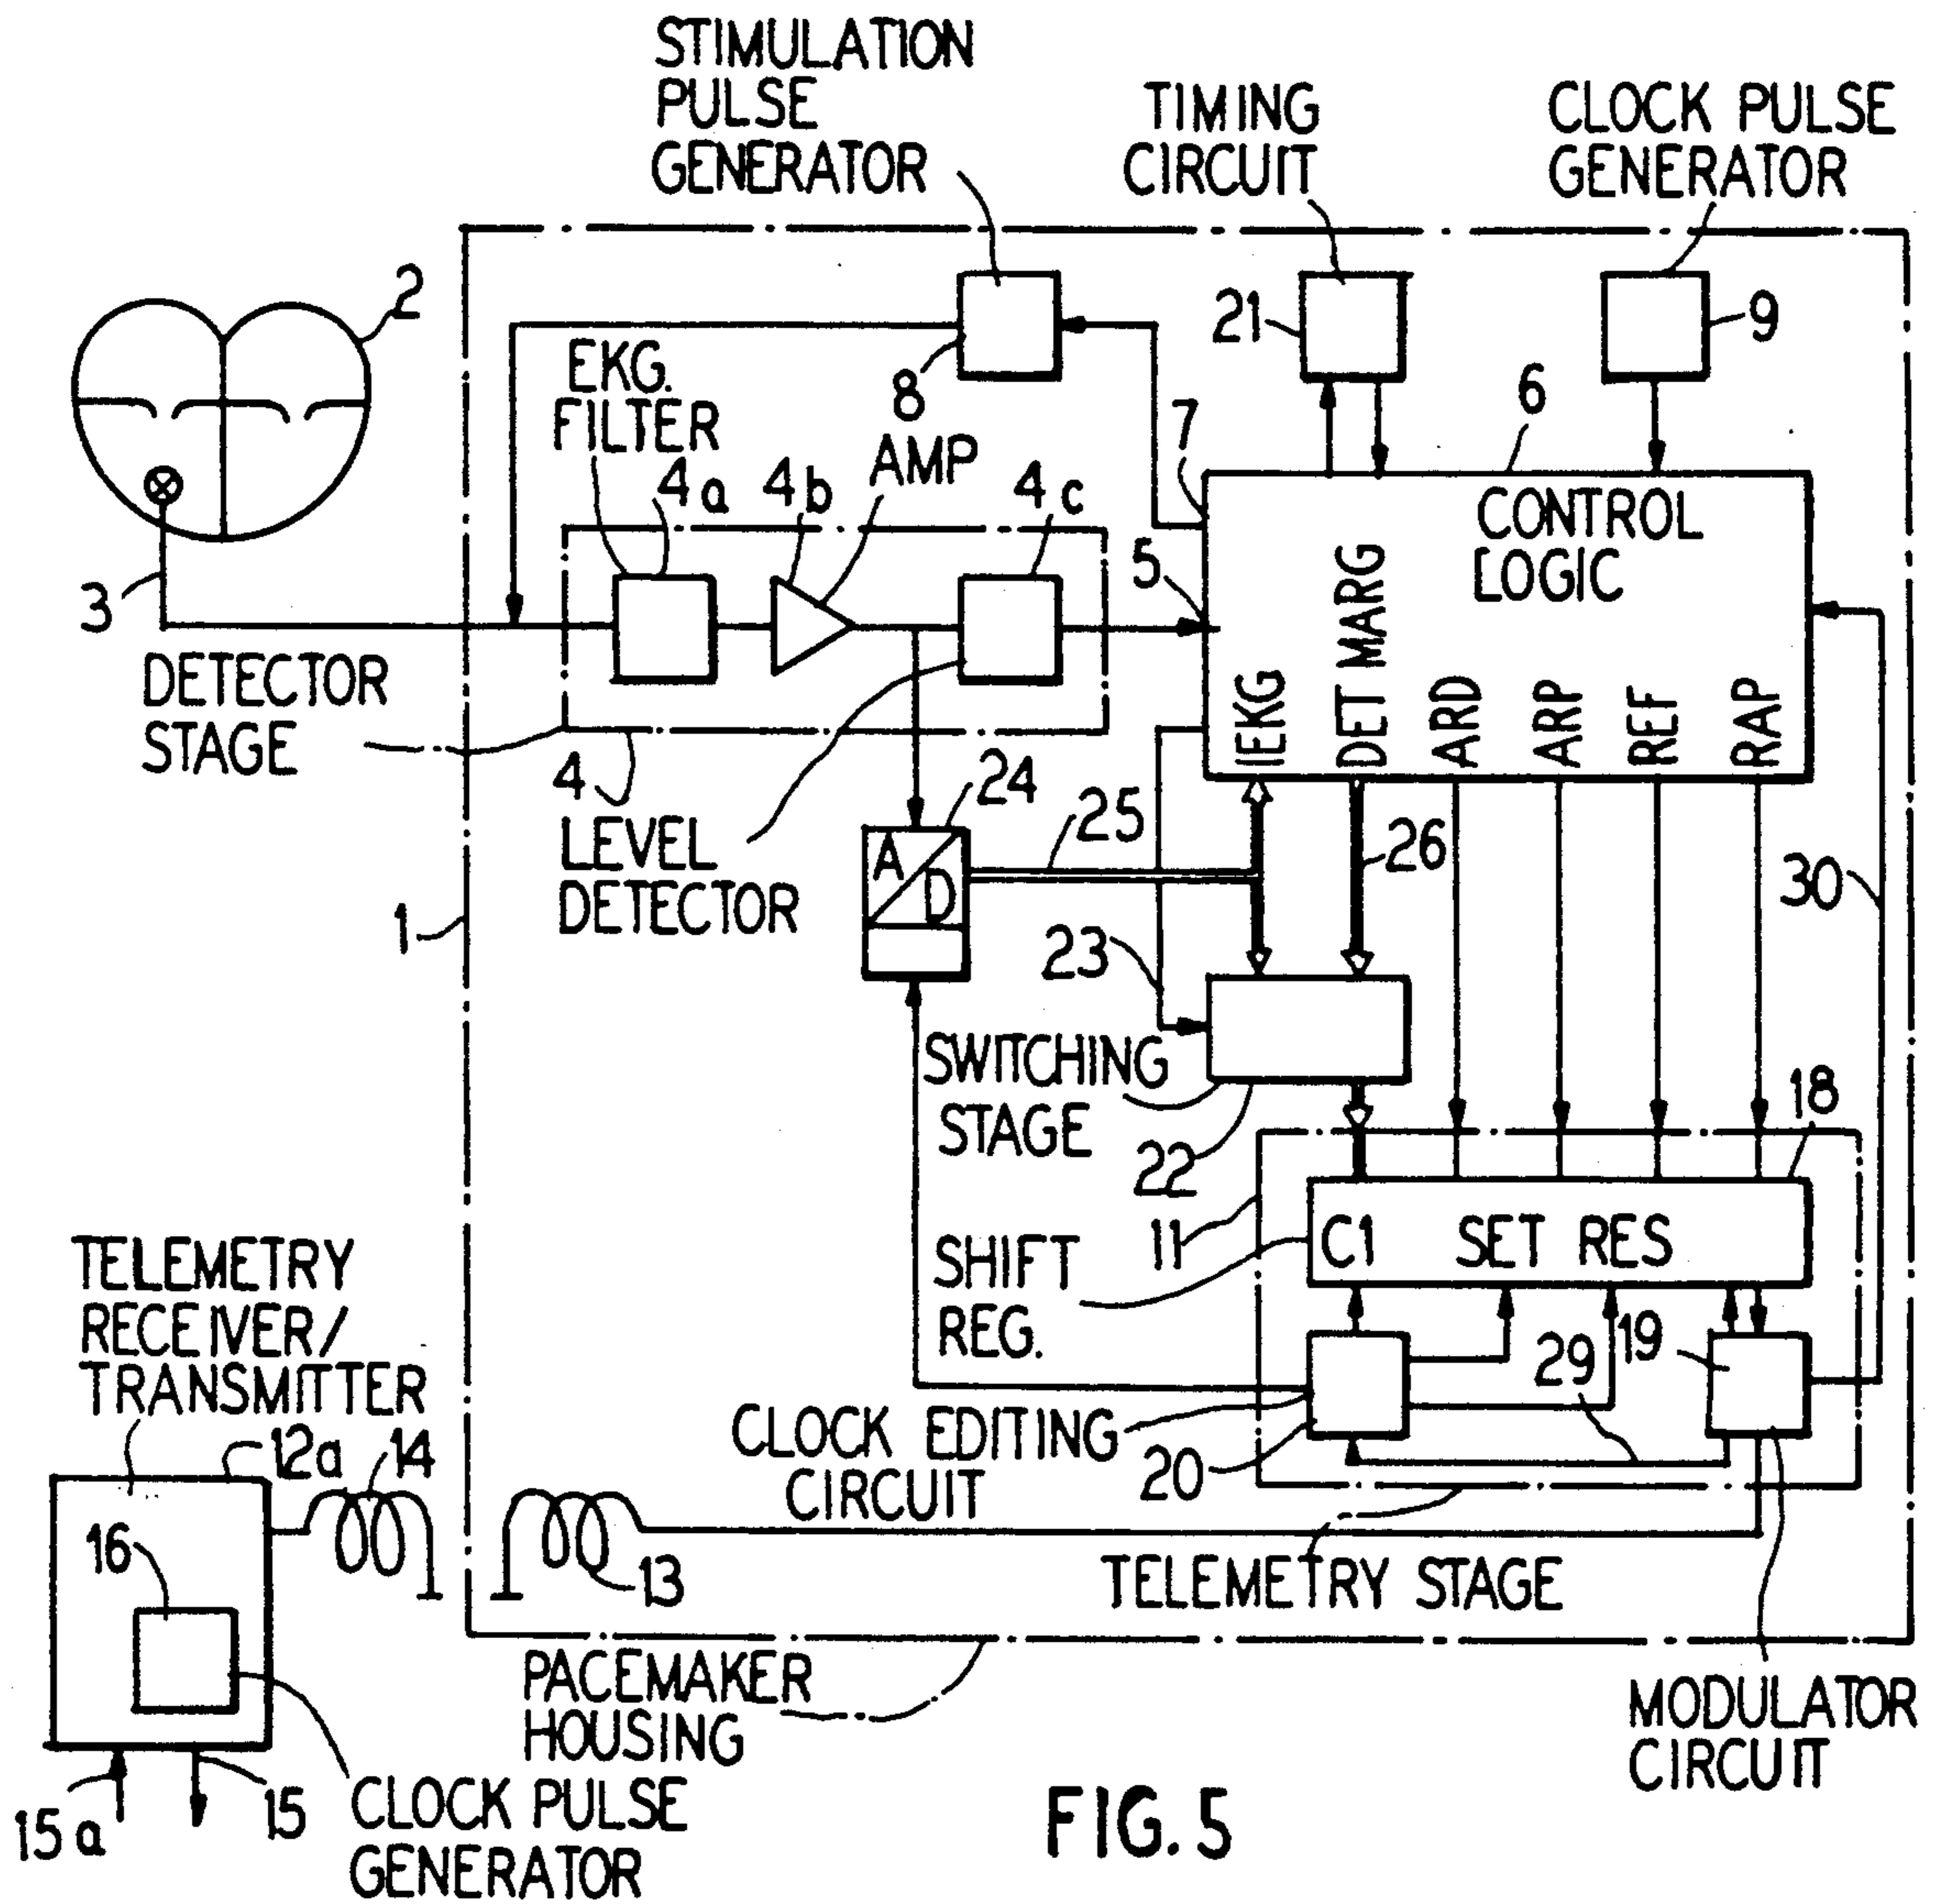 STIMULATION
PULSE
GENERATOR
TIMING
CIRCUIT
CLOCK PULSE
GENERATOR
2
21
9
8
EKG.
FILTER
AMP
7
6
4a
4b
4c
5
CONTROL
LOGIC
3
DETECTOR
STAGE
IEKG
DET MARG
ARD
ARP
REF
RAP
4
24
25
26
30
LEVEL
DETECTOR
A
D
1
23
SWITCHING
STAGE
22
18
11
C1 SET RES
SHIFT
REG.
TELEMETRY
RECEIVER/
TRANSMITTER
29
19
12a
14
CLOCK EDITING
CIRCUIT
20
16
13
TELEMETRY STAGE
PACEMAKER
HOUSING
MODULATOR
CIRCUIT
15a
15
CLOCK PULSE
GENERATOR
FIG. 5